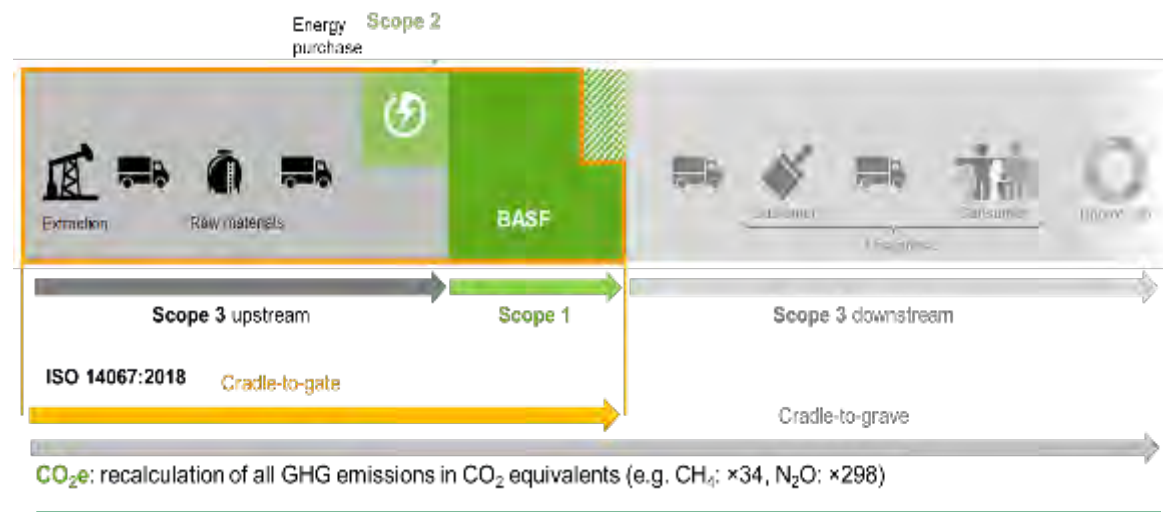 Energy
purchase
Scope 2
Extraction
Raw materials
BASF
Consumer
Scope 3 upstream
Scope 1
Scope 3 downstream
ISO 14067:2018
Cradle-to-gate
Cradle-to-grave
CO₂e: recalculation of all GHG emissions in CO₂ equivalents (e.g. CH₄: ×34, N₂O: ×298)